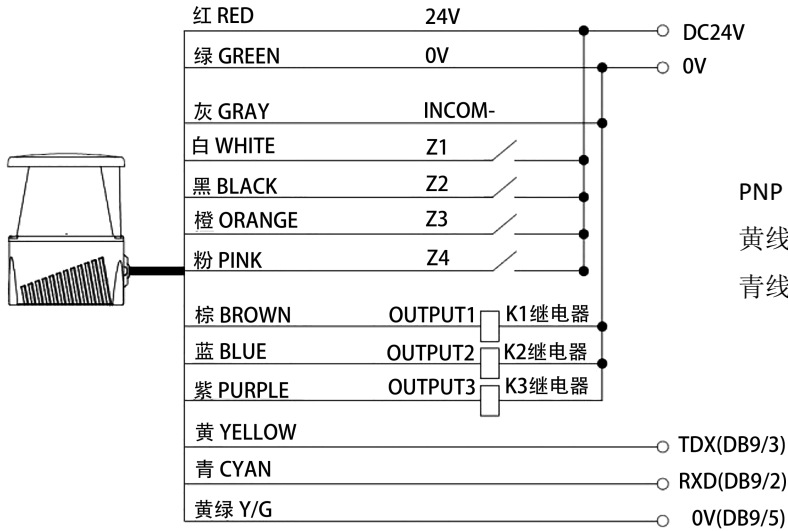 红 RED 24V DC24V
绿 GREEN 0V 0V
灰 GRAY INCOM-
白 WHITE Z1
黑 BLACK Z2
橙 ORANGE Z3
粉 PINK Z4
PNP
黄线
青线
棕 BROWN OUTPUT1 K1继电器
蓝 BLUE OUTPUT2 K2继电器
紫 PURPLE OUTPUT3 K3继电器
黄 YELLOW TDX(DB9/3)
青 CYAN RXD(DB9/2)
黄绿 Y/G 0V(DB9/5)